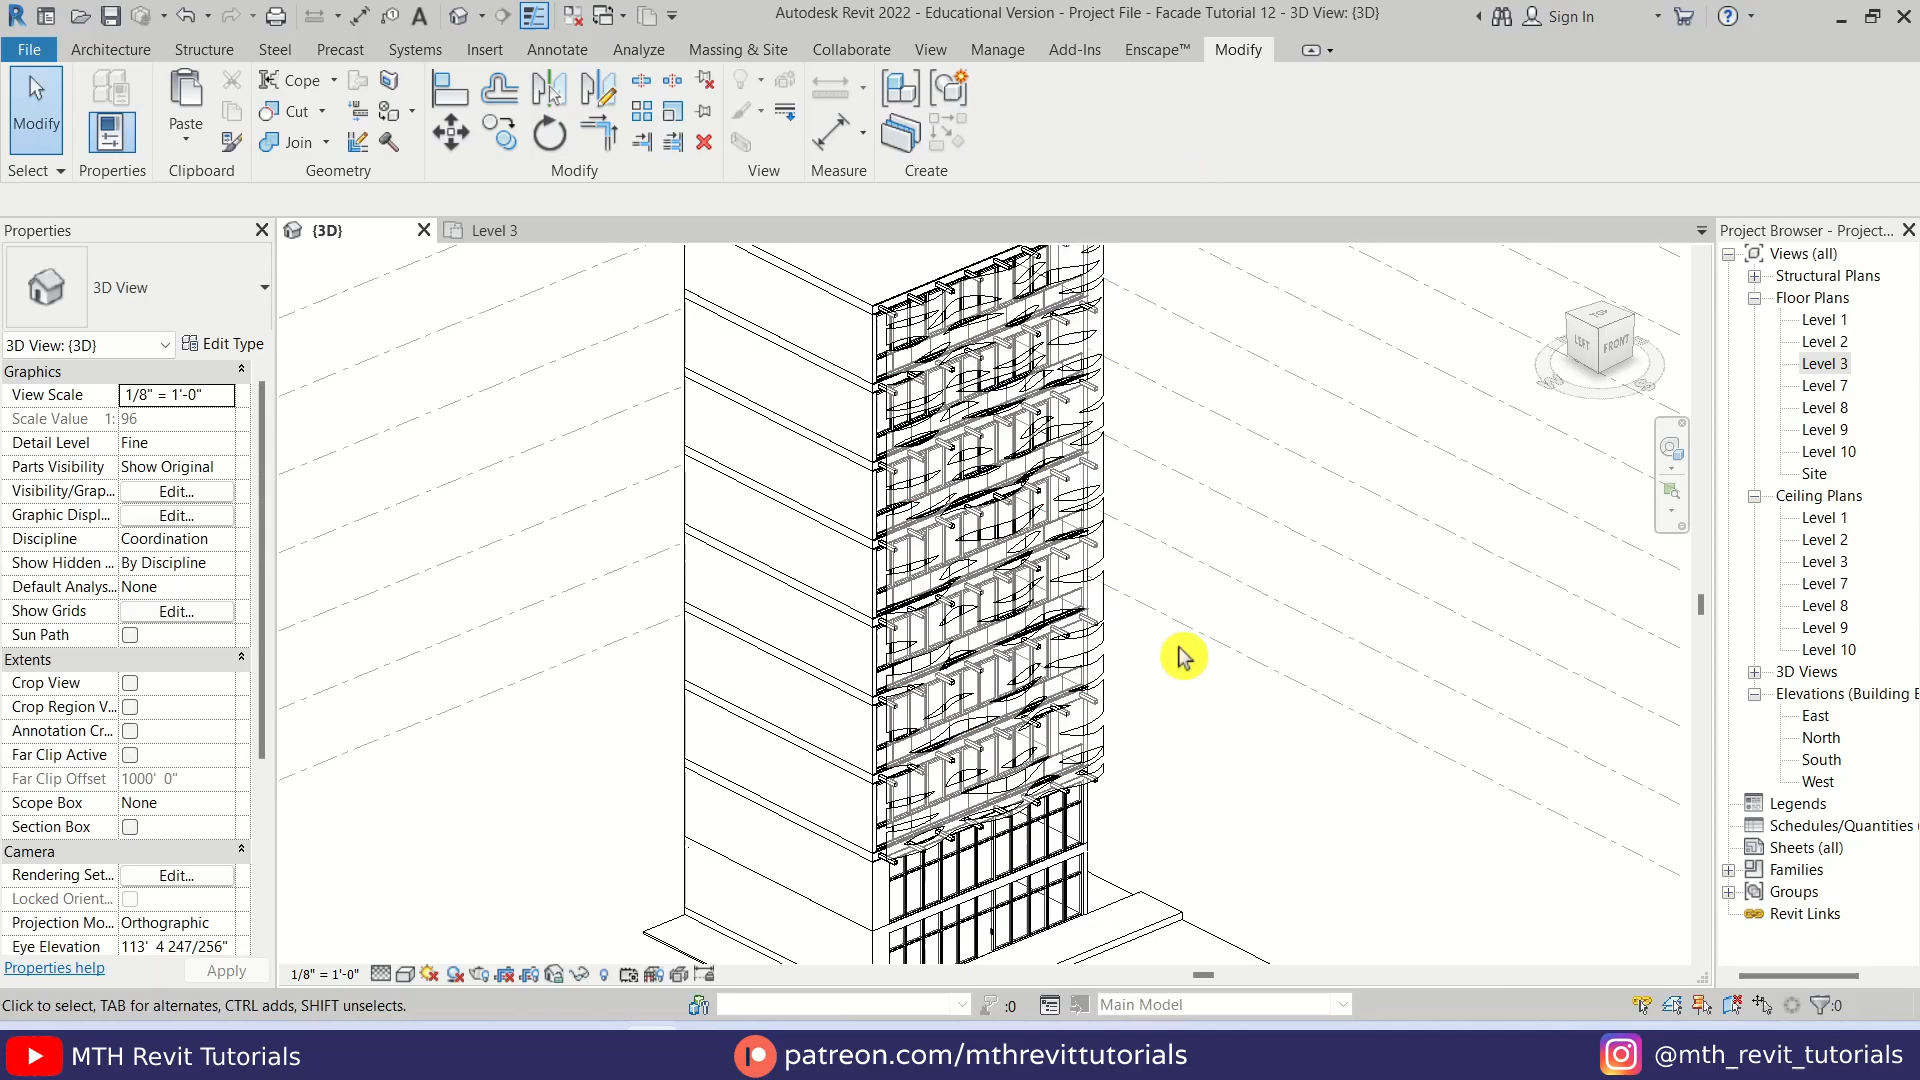 Autodesk Revit 2022 - Educational Version - Project File - Facade Tutorial 12 - 3D View: {3D}
Sign In
File
Architecture
Structure
Steel
Precast
Systems
Insert
Annotate
Analyze
Massing & Site
Collaborate
View
Manage
Add-Ins
Enscape™
Modify
Modify
Paste
Cope
Cut
Join
Select
Properties
Clipboard
Geometry
Modify
View
Measure
Create
Properties
{3D}
Level 3
Project Browser - Project...
3D View
3D View: {3D}
Edit Type
Graphics
View Scale 1/8" = 1'-0"
Scale Value 1: 96
Detail Level Fine
Parts Visibility Show Original
Visibility/Grap... Edit...
Graphic Displ... Edit...
Discipline Coordination
Show Hidden ... By Discipline
Default Analys... None
Show Grids Edit...
Sun Path
Extents
Crop View
Crop Region V...
Annotation Cr...
Far Clip Active
Far Clip Offset 1000' 0"
Scope Box None
Section Box
Camera
Rendering Set... Edit...
Locked Orient...
Projection Mo... Orthographic
Eye Elevation 113' 4 247/256"
Properties help
Apply
TOP
LEFT
FRONT
Views (all)
Structural Plans
Floor Plans
Level 1
Level 2
Level 3
Level 7
Level 8
Level 9
Level 10
Site
Ceiling Plans
Level 1
Level 2
Level 3
Level 7
Level 8
Level 9
Level 10
3D Views
Elevations (Building E
East
North
South
West
Legends
Schedules/Quantities (
Sheets (all)
Families
Groups
Revit Links
1/8" = 1'-0"
Click to select, TAB for alternates, CTRL adds, SHIFT unselects.
:0
Main Model
:0
MTH Revit Tutorials
patreon.com/mthrevittutorials
@mth_revit_tutorials